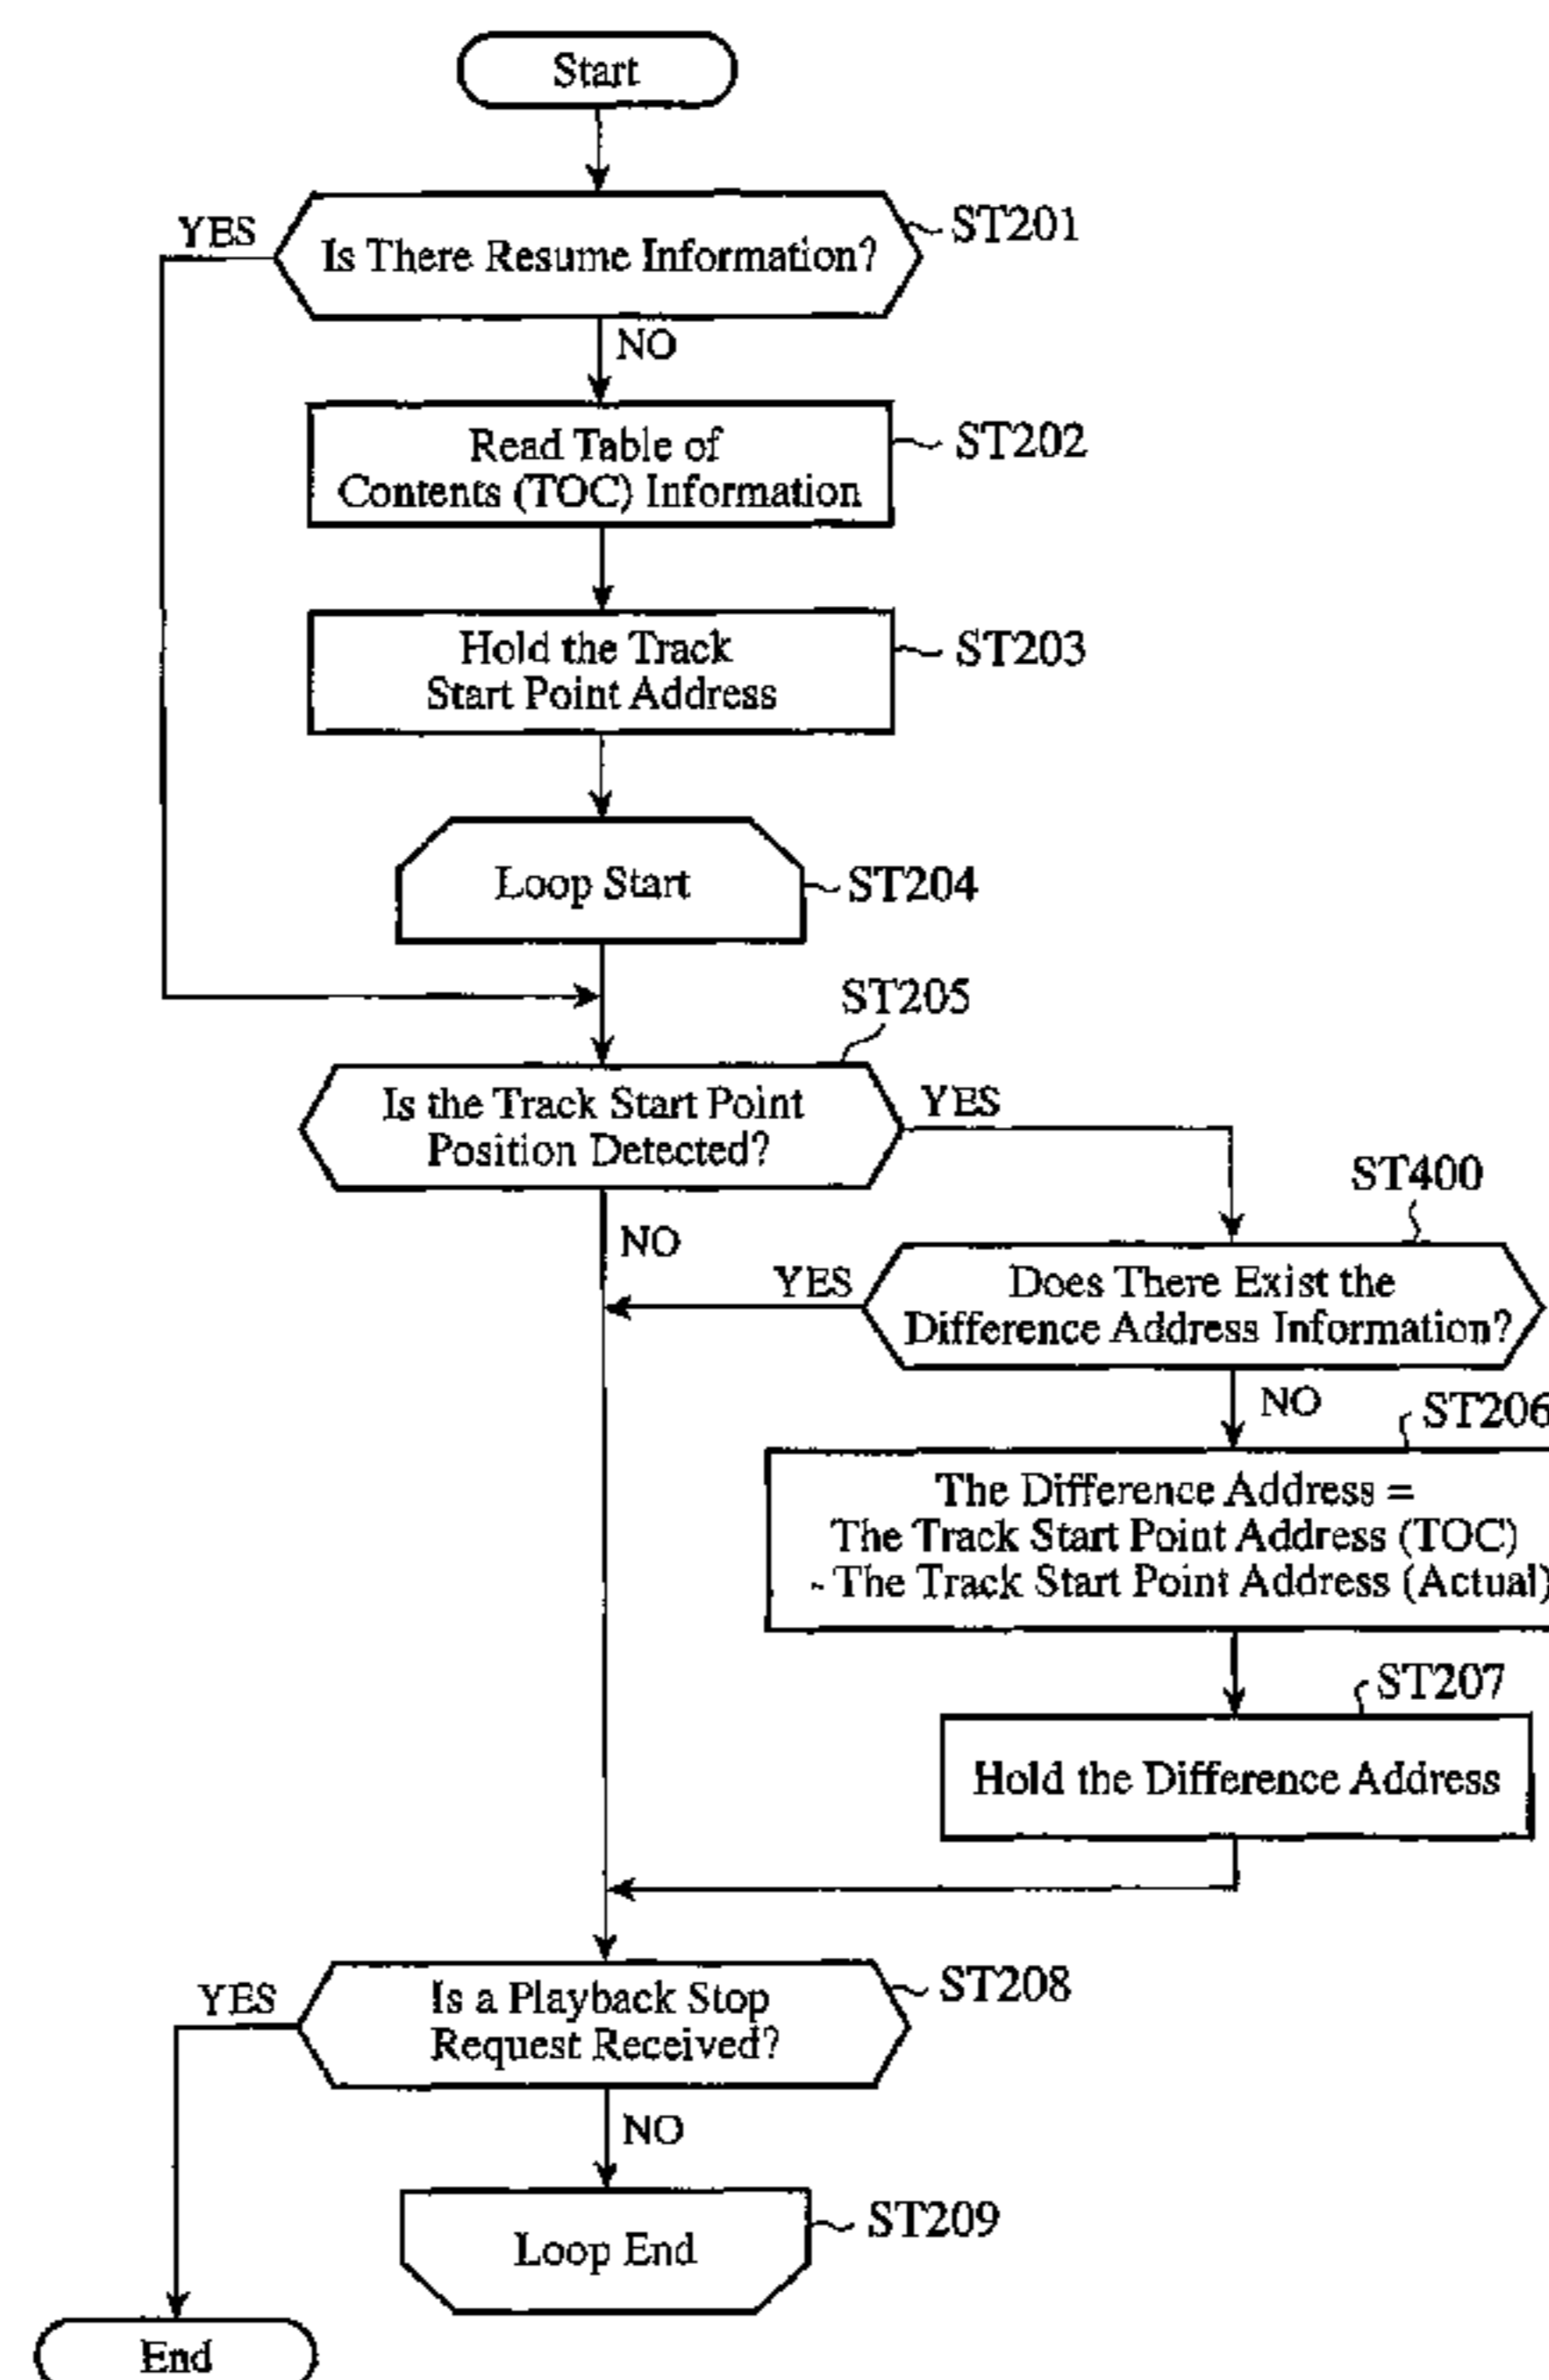 Start
YES
Is There Resume Information?
ST201
NO
Read Table of
Contents (TOC) Information
ST202
Hold the Track
Start Point Address
ST203
Loop Start
ST204
ST205
Is the Track Start Point
Position Detected?
YES
NO
ST400
YES
Does There Exist the
Difference Address Information?
NO
ST206
The Difference Address =
The Track Start Point Address (TOC)
- The Track Start Point Address (Actual)
ST207
Hold the Difference Address
YES
Is a Playback Stop
Request Received?
ST208
NO
Loop End
ST209
End